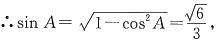 ∴sin A=√(1−cos²A)=√6/3,